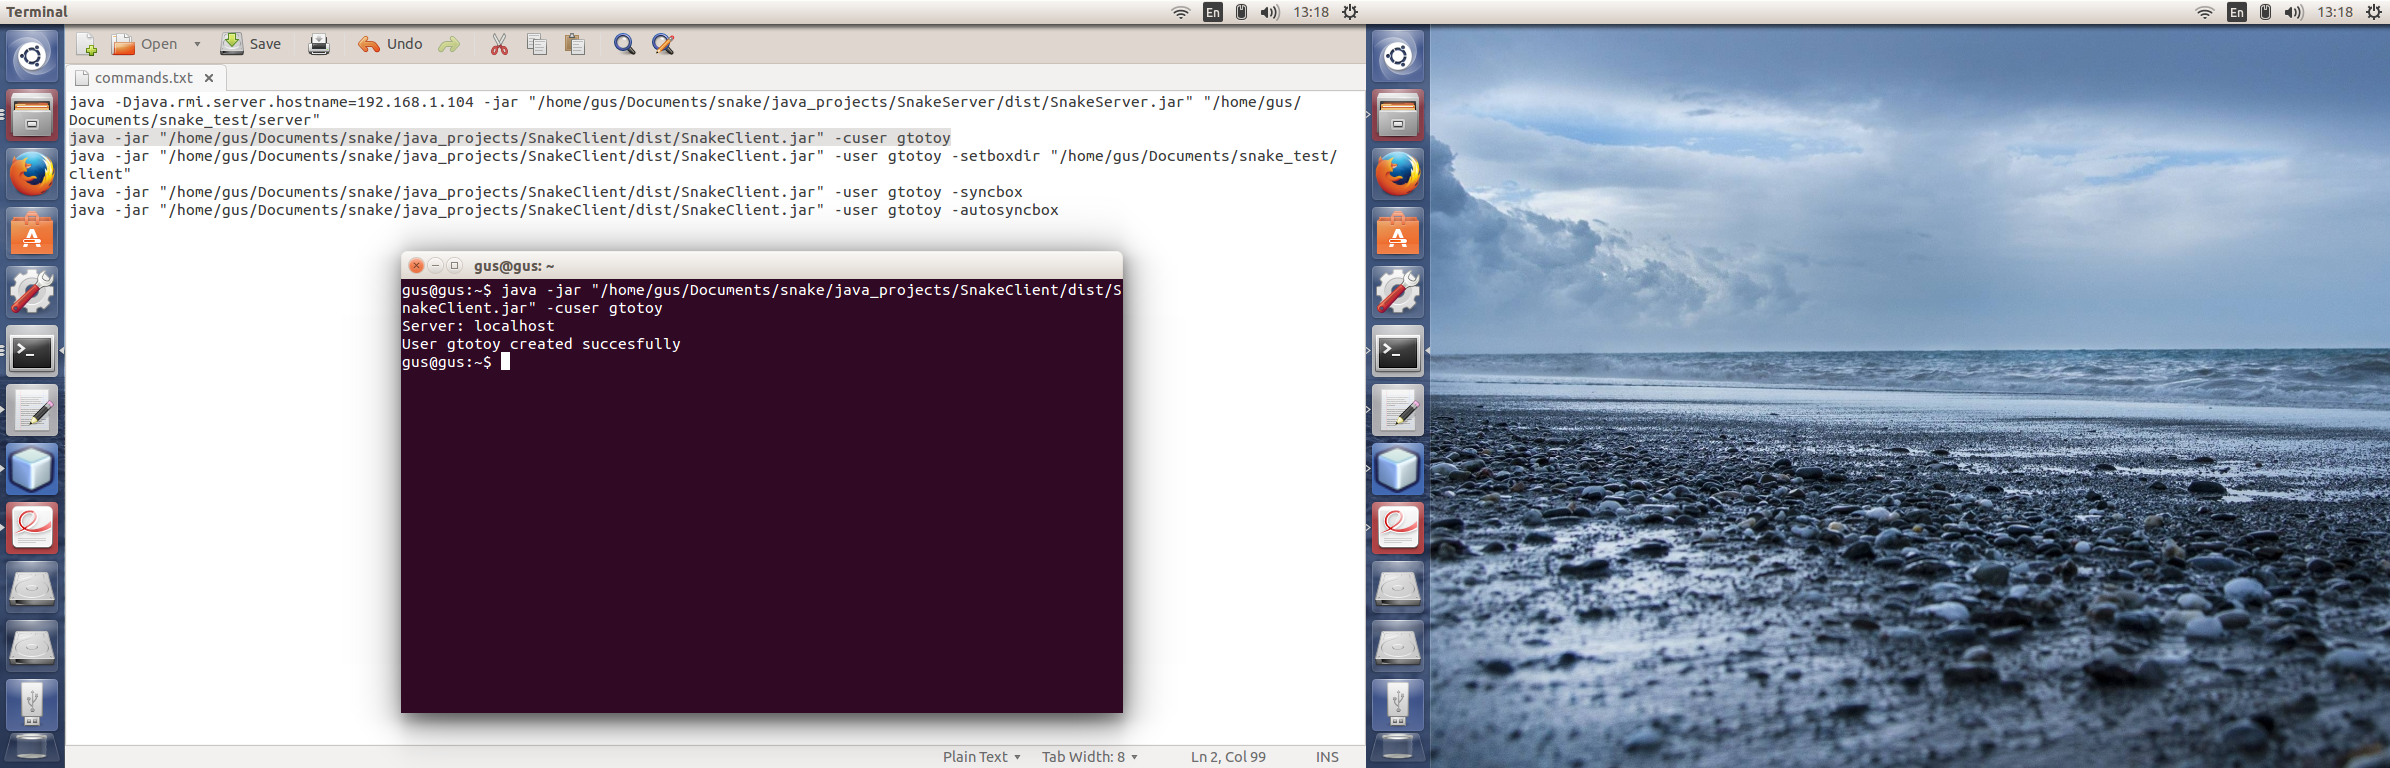 Terminal
En
13:18
En
13:18
Open
Save
Undo
commands.txt
java -Djava.rmi.server.hostname=192.168.1.104 -jar "/home/gus/Documents/snake/java_projects/SnakeServer/dist/SnakeServer.jar" "/home/gus/
Documents/snake_test/server"
java -jar "/home/gus/Documents/snake/java_projects/SnakeClient/dist/SnakeClient.jar" -cuser gtotoy
java -jar "/home/gus/Documents/snake/java_projects/SnakeClient/dist/SnakeClient.jar" -user gtotoy -setboxdir "/home/gus/Documents/snake_test/
client"
java -jar "/home/gus/Documents/snake/java_projects/SnakeClient/dist/SnakeClient.jar" -user gtotoy -syncbox
java -jar "/home/gus/Documents/snake/java_projects/SnakeClient/dist/SnakeClient.jar" -user gtotoy -autosyncbox
gus@gus: ~
gus@gus:~$ java -jar "/home/gus/Documents/snake/java_projects/SnakeClient/dist/S
nakeClient.jar" -cuser gtotoy
Server: localhost
User gtotoy created succesfully
gus@gus:~$
Plain Text
Tab Width: 8
Ln 2, Col 99
INS